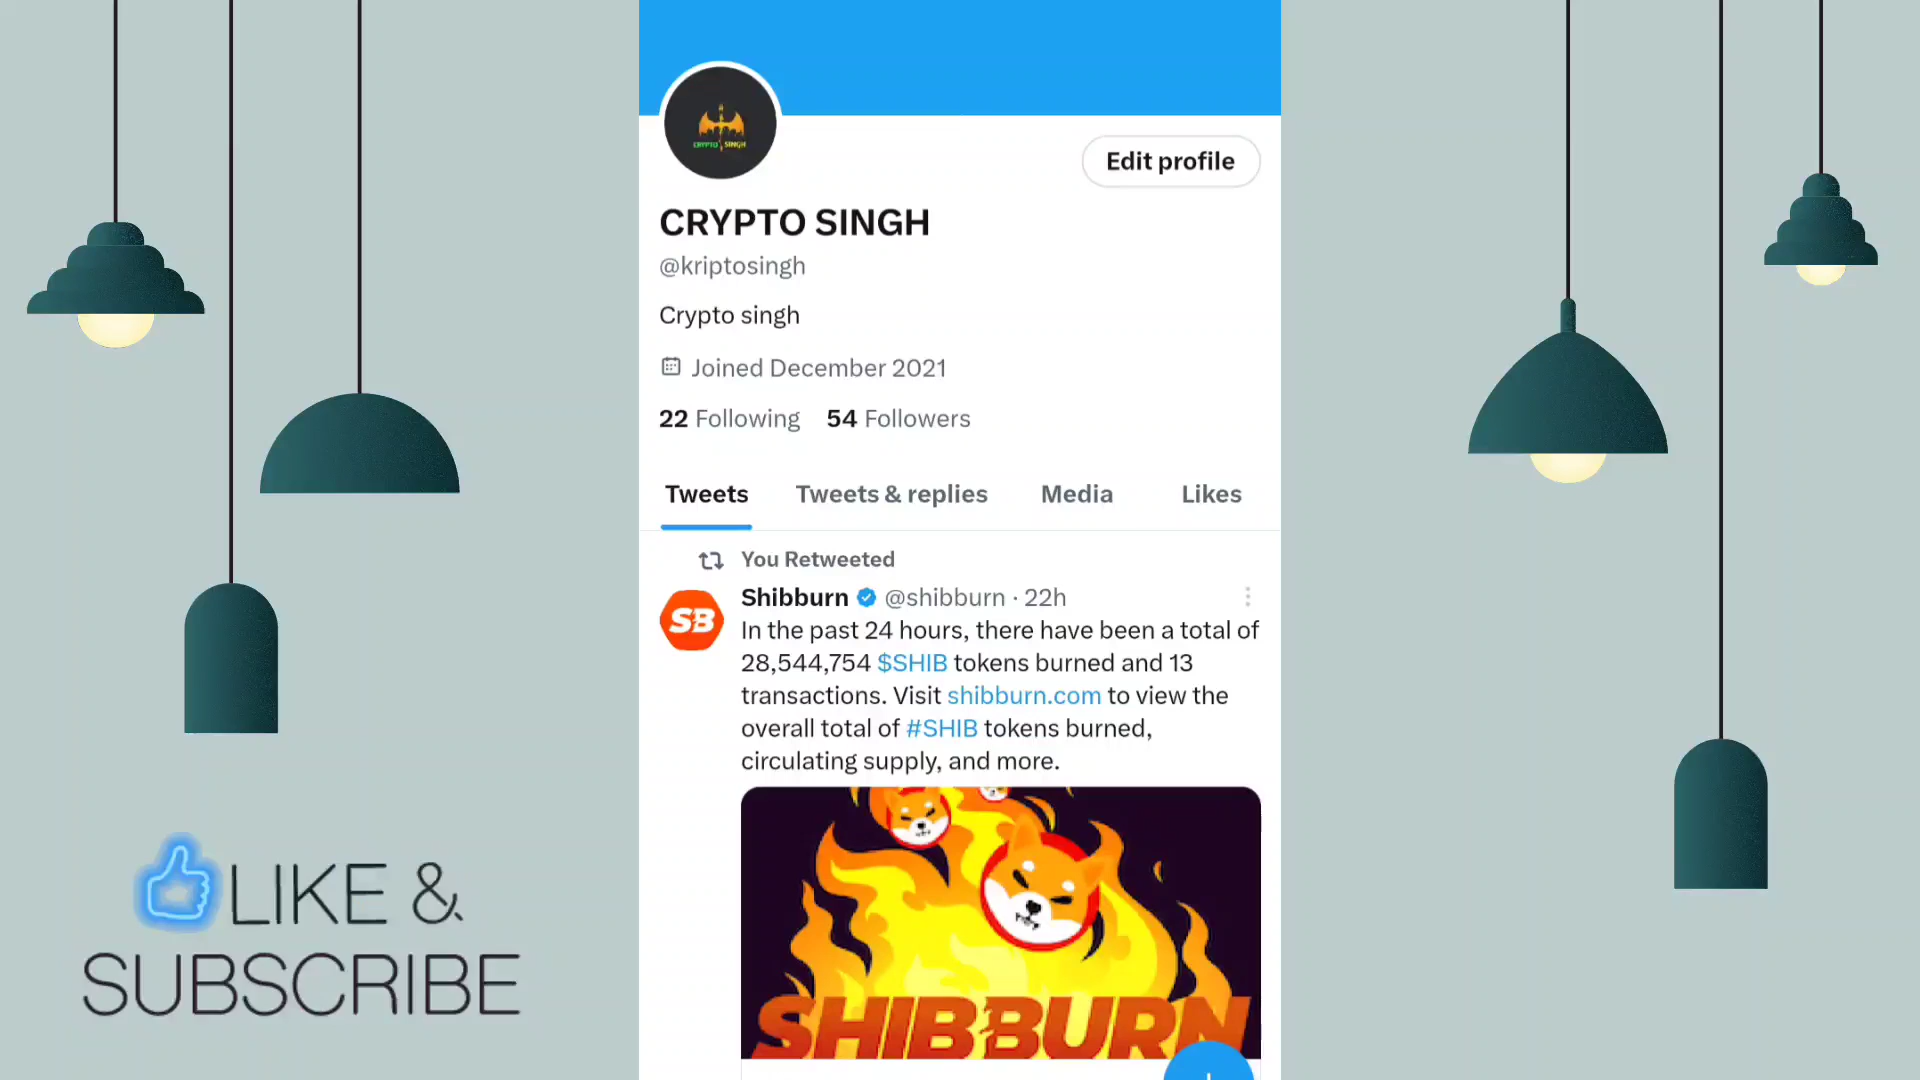 CRYPTO SINGH
Edit profile
CRYPTO SINGH
@kriptosingh
Crypto singh
Joined December 2021
22 Following 54 Followers
Tweets Tweets & replies Media Likes
You Retweeted
Shibburn @shibburn · 22h
SB
In the past 24 hours, there have been a total of
28,544,754 $SHIB tokens burned and 13
transactions. Visit shibburn.com to view the
overall total of #SHIB tokens burned,
circulating supply, and more.
SHIBBURN
LIKE &
SUBSCRIBE